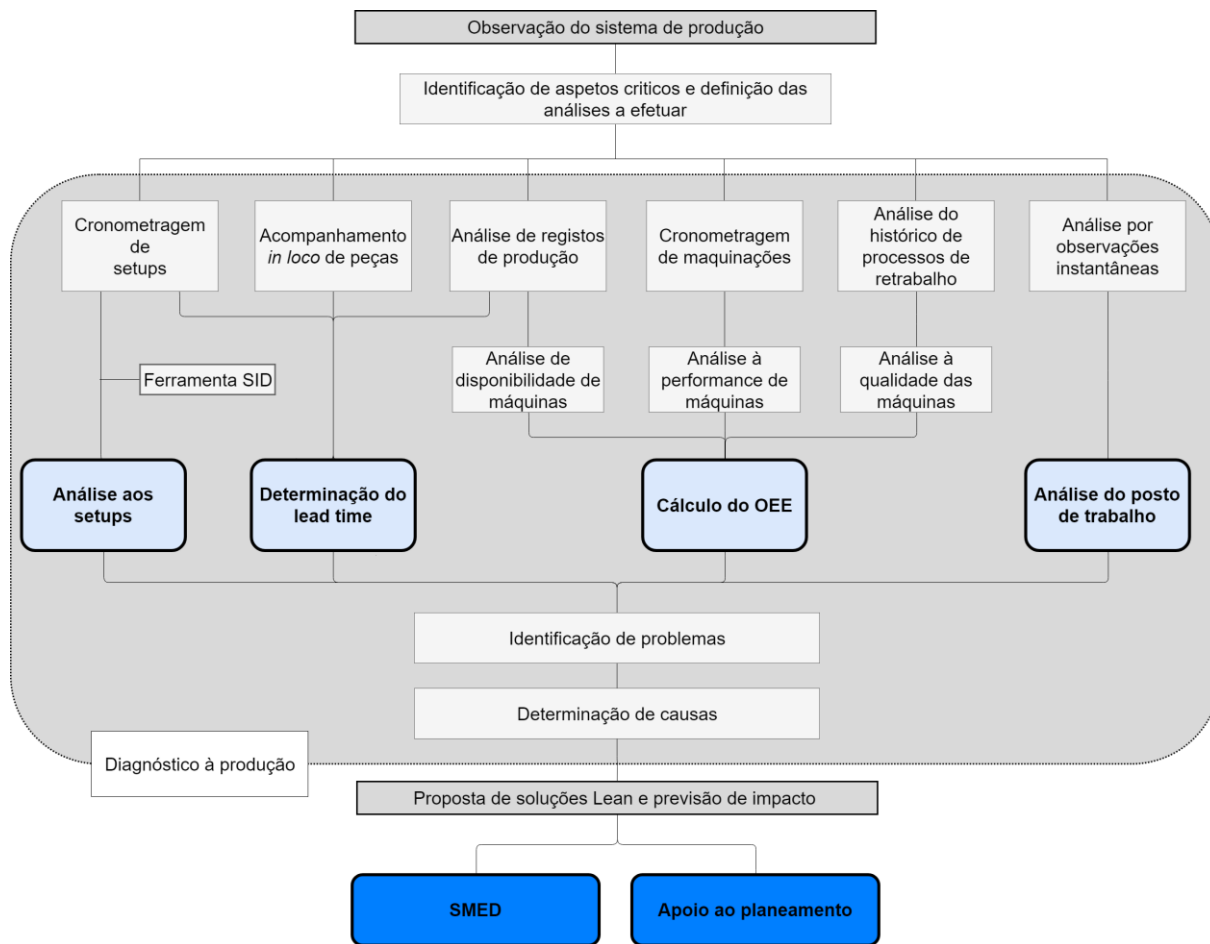 Observação do sistema de produção
Identificação de aspetos criticos e definição das
análises a efetuar
Cronometragem
de
setups
Acompanhamento
in loco de peças
Análise de registos
de produção
Cronometragem
de maquinações
Análise do
histórico de
processos de
retrabalho
Análise por
observações
instantâneas
Ferramenta SID
Análise de
disponibilidade de
máquinas
Análise à
performance de
máquinas
Análise à
qualidade das
máquinas
Análise aos
setups
Determinação do
lead time
Cálculo do OEE
Análise do posto
de trabalho
Identificação de problemas
Determinação de causas
Diagnóstico à produção
Proposta de soluções Lean e previsão de impacto
SMED
Apoio ao planeamento